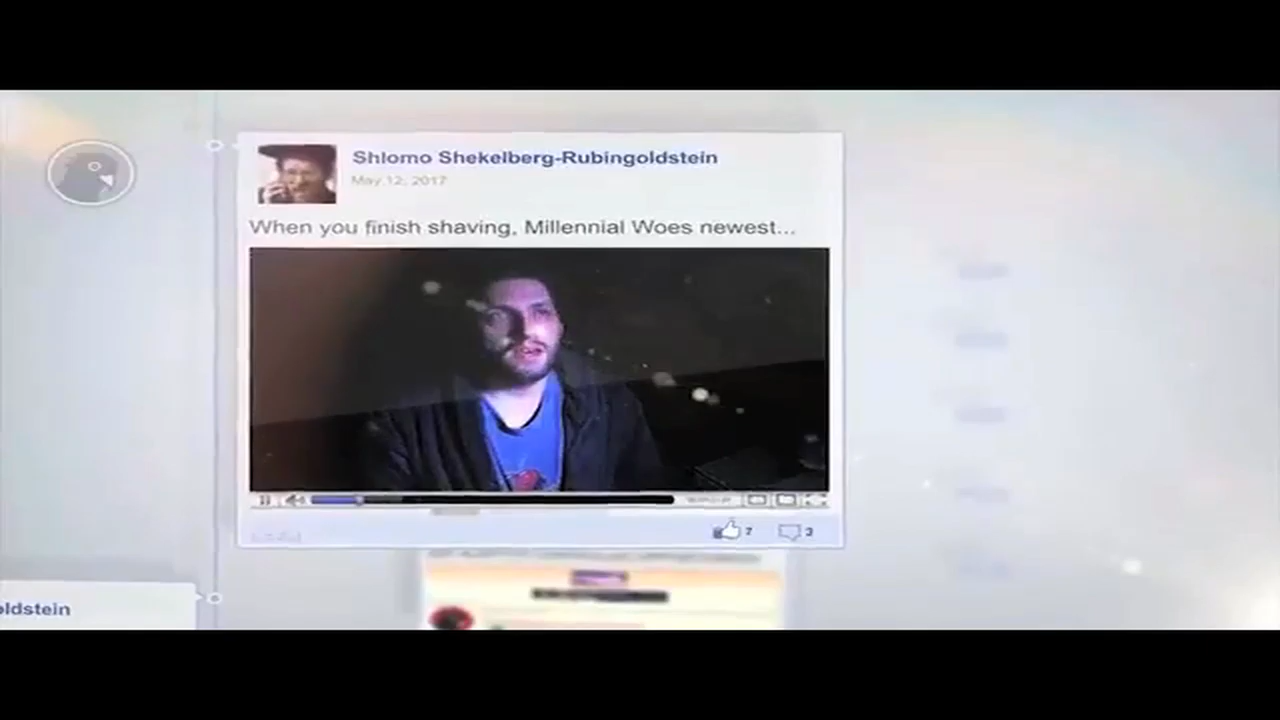 Shlomo Shekelberg-Rubingoldstein
May 12, 2017
When you finish shaving, Millennial Woes newest...
7
3
oldstein